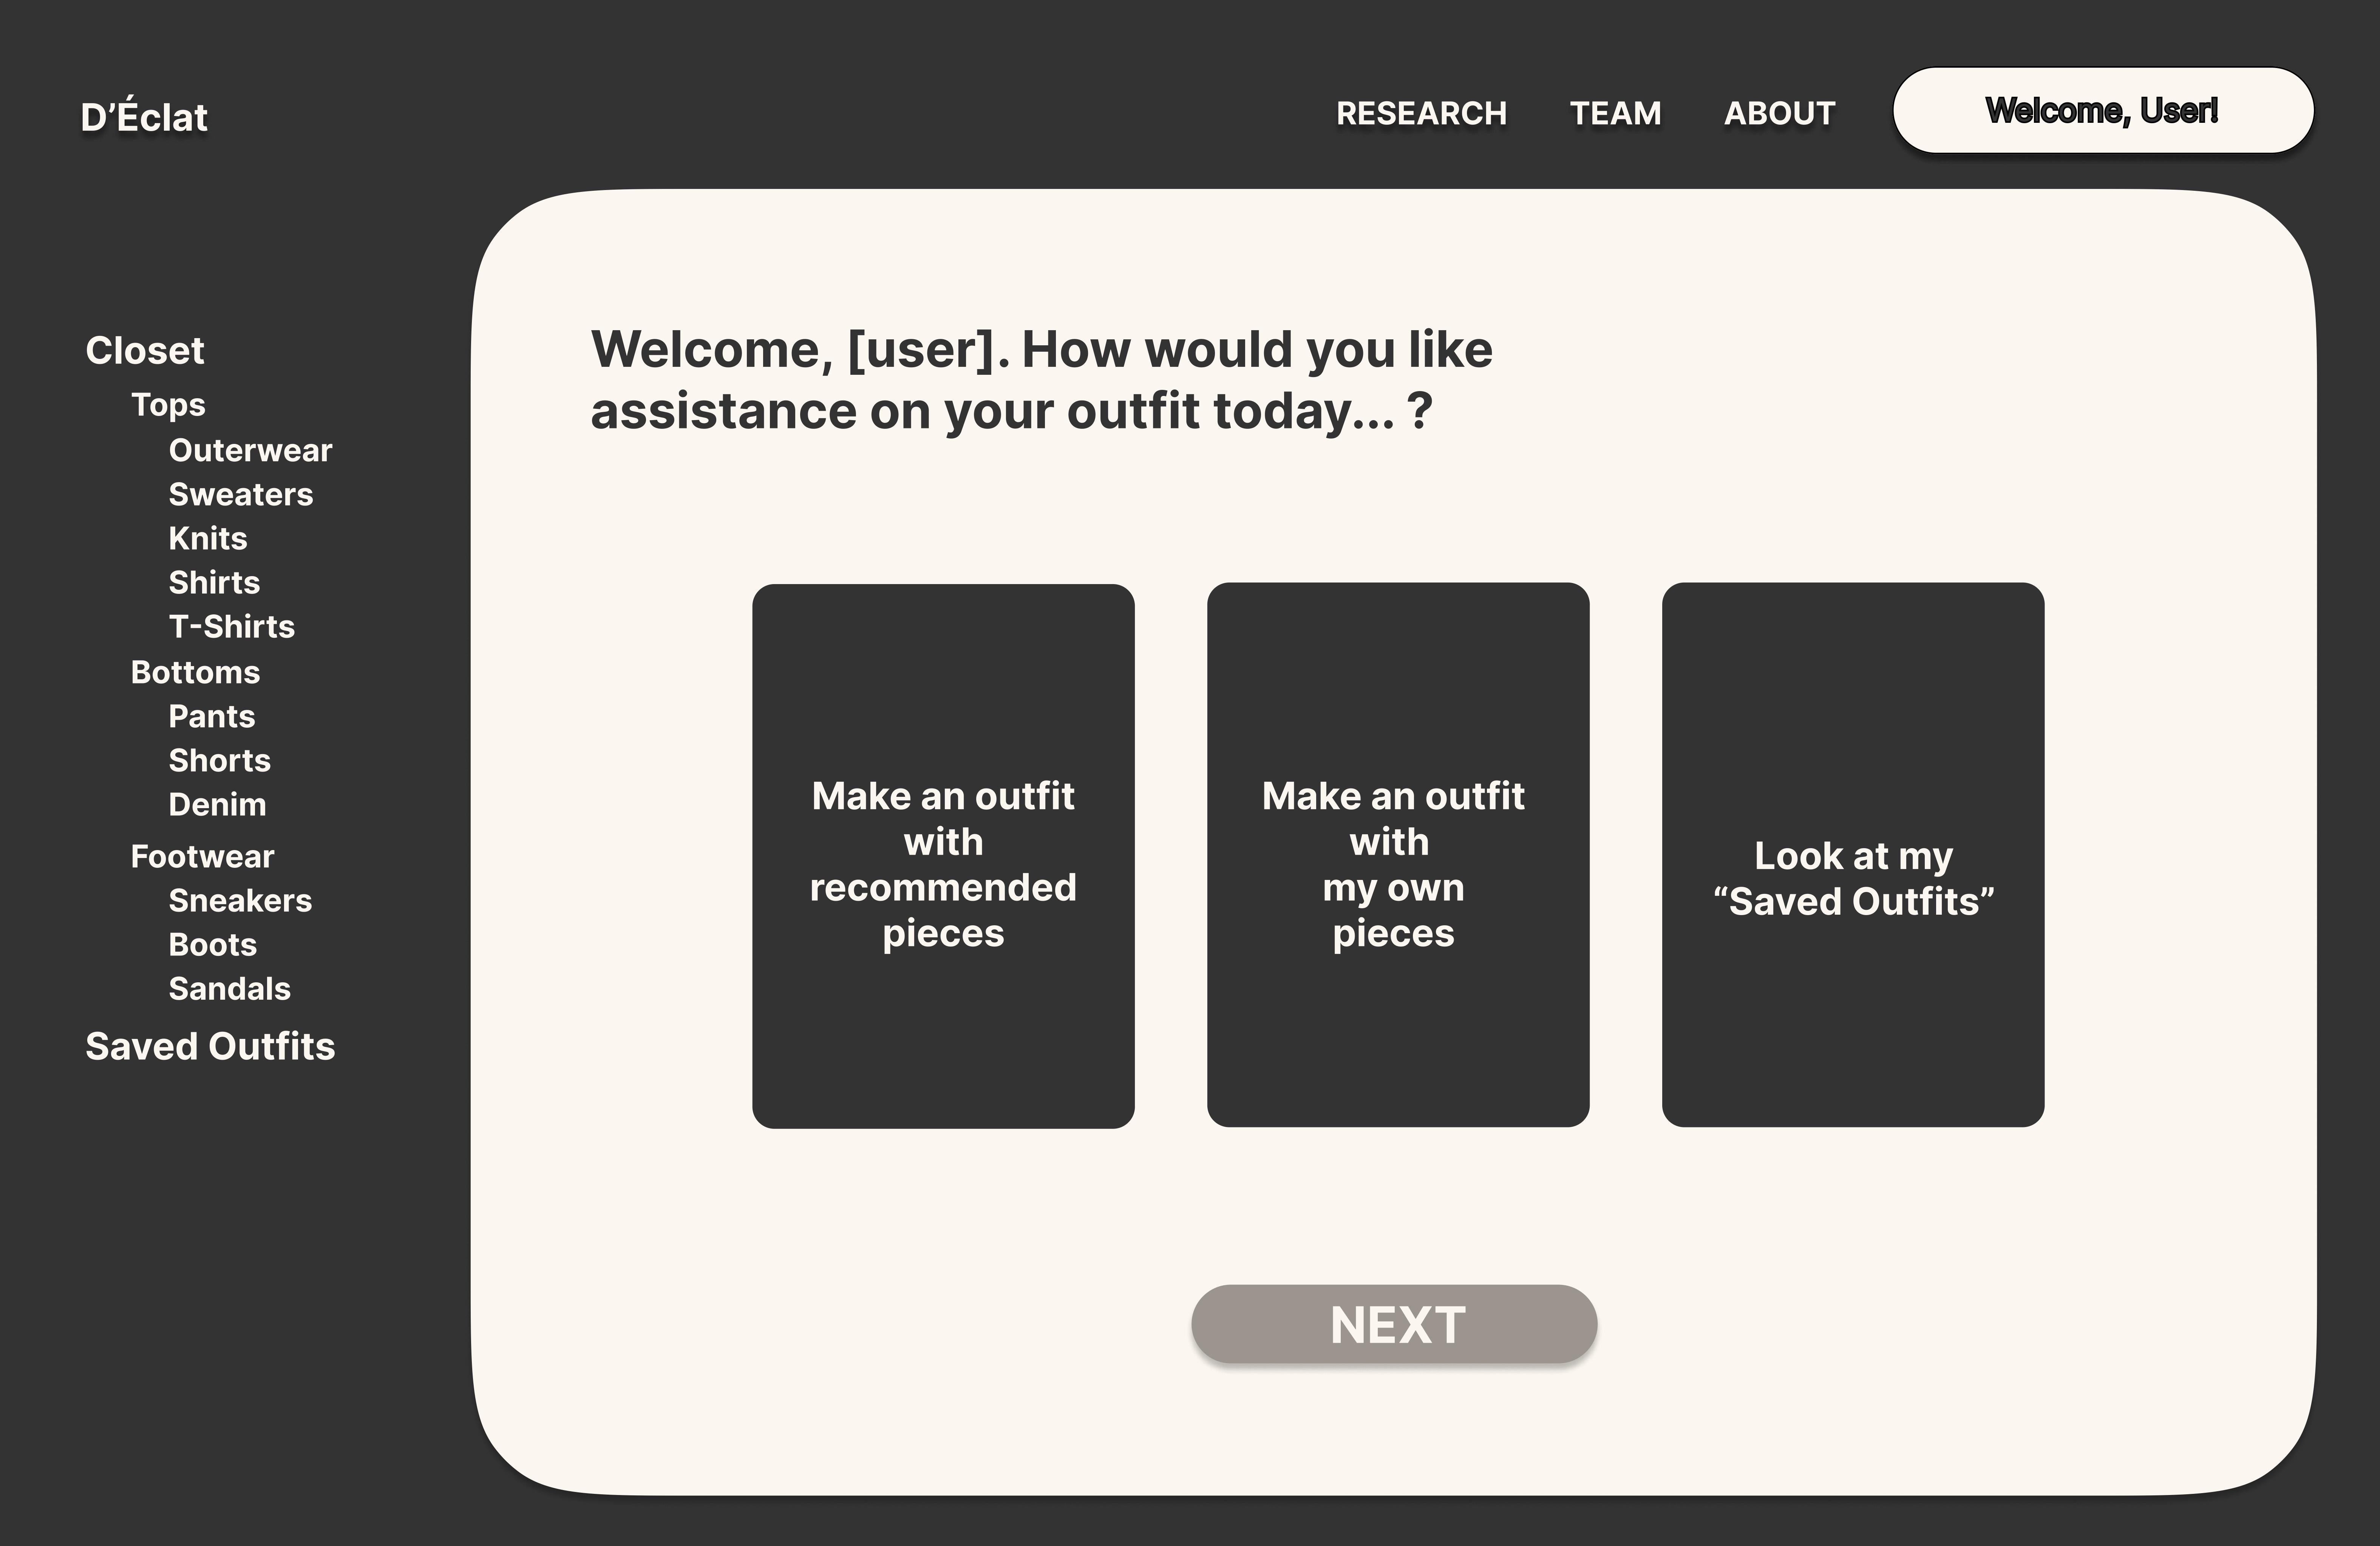 D’Éclat
RESEARCH
TEAM
ABOUT
Welcome, User!
Closet
Tops
Outerwear
Sweaters
Knits
Shirts
T-Shirts
Bottoms
Pants
Shorts
Denim
Footwear
Sneakers
Boots
Sandals
Saved Outfits
Welcome, [user]. How would you like
assistance on your outfit today... ?
Make an outfit
with
recommended
pieces
Make an outfit
with
my own
pieces
Look at my
“Saved Outfits”
NEXT